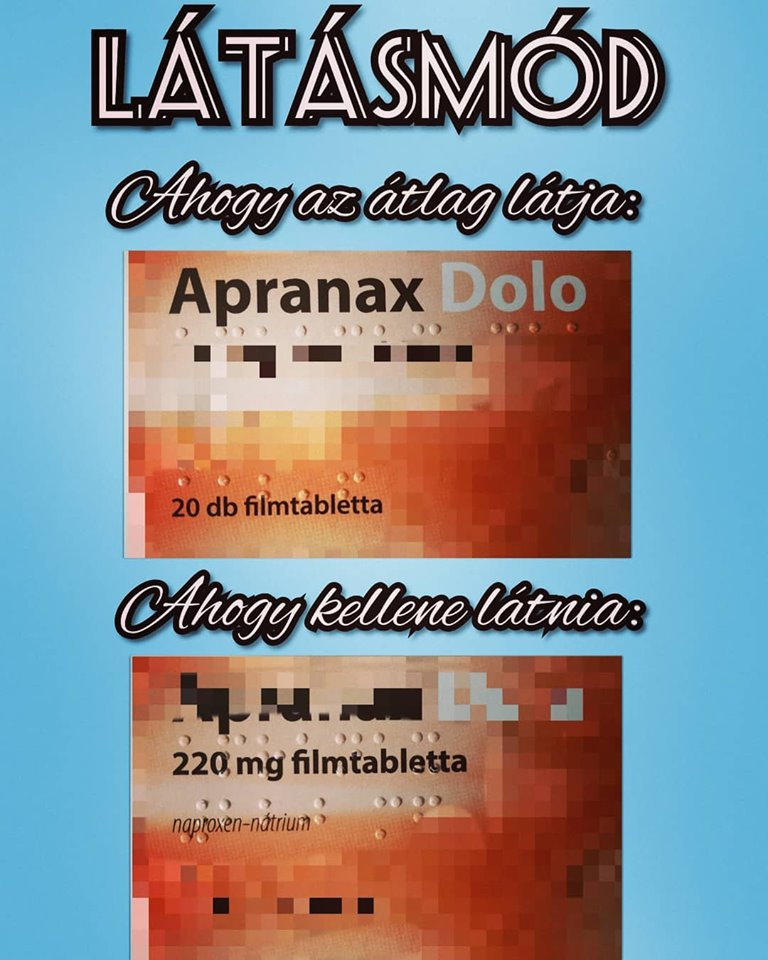 LÁTÁSMÓD
Ahogy az átlag látja:
Apranax Dolo
20 db filmtabletta
Ahogy kellene látnia:
220 mg filmtabletta
naproxen-nátrium